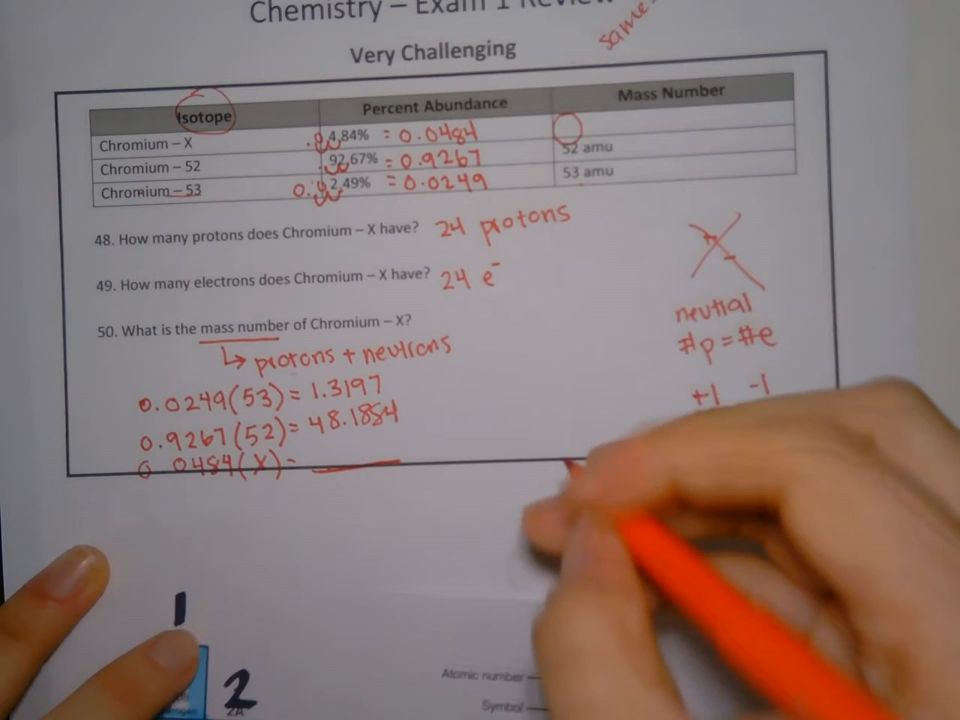 Chemistry – Exam 1 Review
same
Very Challenging
Isotope Percent Abundance Mass Number
Chromium – X 4.84% = 0.0484
Chromium – 52 92.67% = 0.9267 52 amu
Chromium – 53 2.49% = 0.0249 53 amu
48. How many protons does Chromium – X have? 24 protons
49. How many electrons does Chromium – X have? 24 e⁻
50. What is the mass number of Chromium – X?
↳ protons + neutrons
0.0249(53) = 1.3197
0.9267(52) = 48.1884
0.0484(X) =
neutral
#p = #e
+1 -1
1
2
2A
Atomic number
Symbol